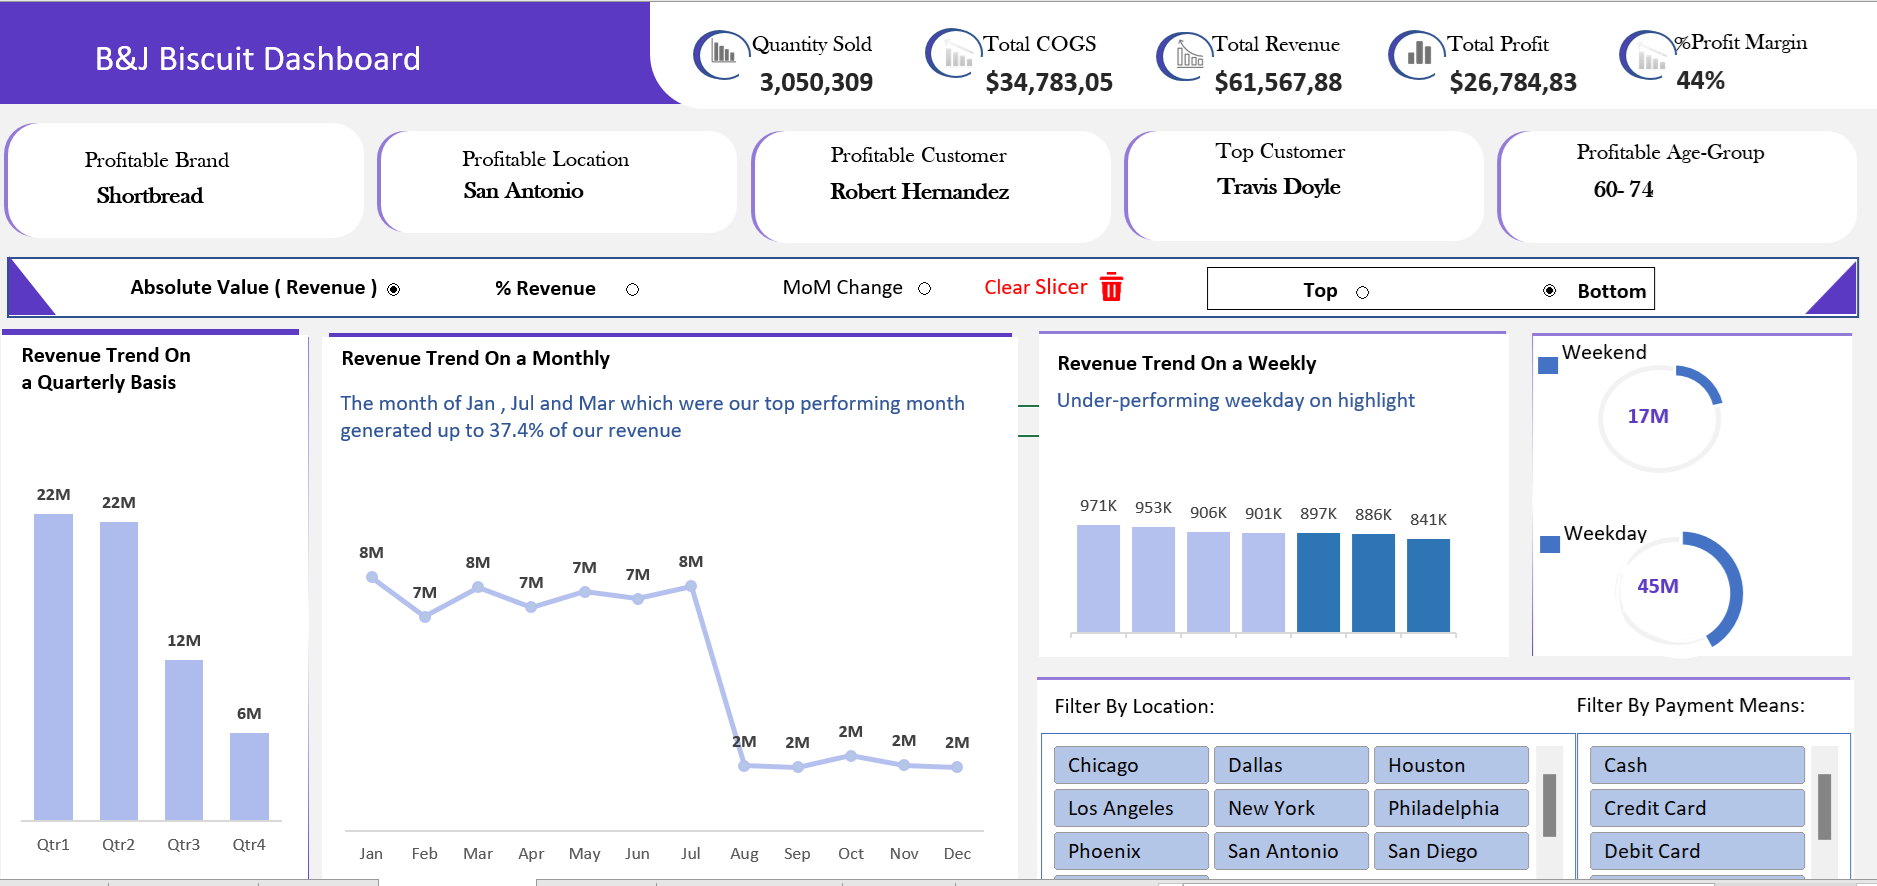 B&J Biscuit Dashboard
Quantity Sold
3,050,309
Total COGS
$34,783,05
Total Revenue
$61,567,88
Total Profit
$26,784,83
%Profit Margin
44%
Profitable Brand
Shortbread
Profitable Location
San Antonio
Profitable Customer
Robert Hernandez
Top Customer
Travis Doyle
Profitable Age-Group
60- 74
Absolute Value ( Revenue )
% Revenue
MoM Change
Clear Slicer
Top
Bottom
Revenue Trend On
a Quarterly Basis
22M
22M
12M
6M
Qtr1
Qtr2
Qtr3
Qtr4
Revenue Trend On a Monthly
The month of Jan , Jul and Mar which were our top performing month
generated up to 37.4% of our revenue
8M
7M
8M
7M
7M
7M
8M
2M
2M
2M
2M
2M
Jan
Feb
Mar
Apr
May
Jun
Jul
Aug
Sep
Oct
Nov
Dec
Revenue Trend On a Weekly
Under-performing weekday on highlight
971K
953K
906K
901K
897K
886K
841K
Weekend
17M
Weekday
45M
Filter By Location:
Chicago
Dallas
Houston
Los Angeles
New York
Philadelphia
Phoenix
San Antonio
San Diego
Filter By Payment Means:
Cash
Credit Card
Debit Card